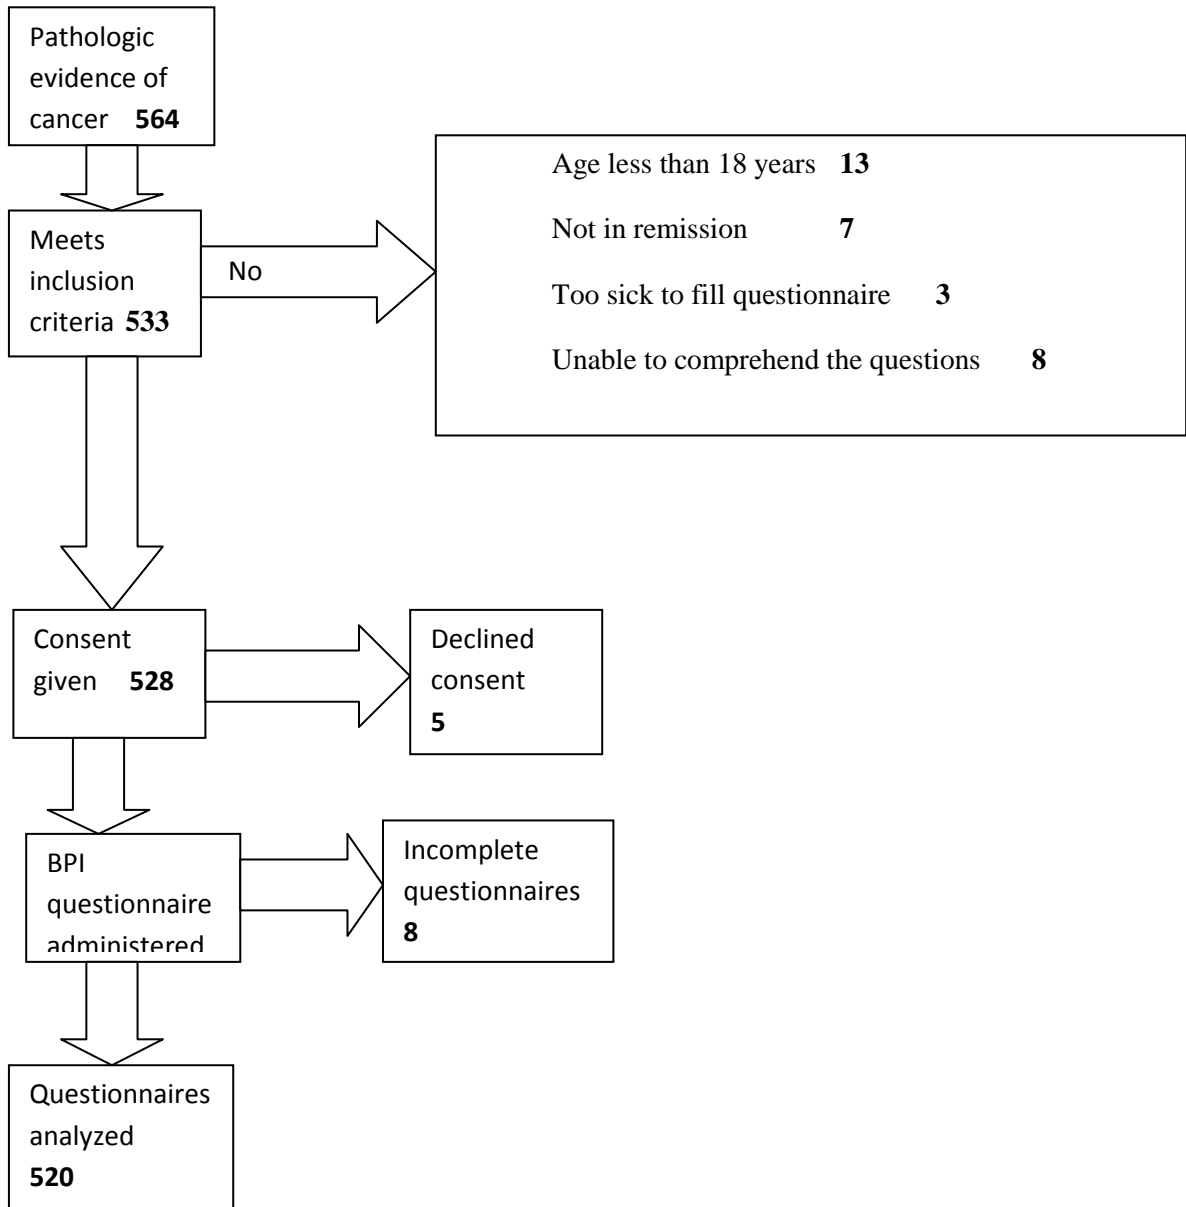 Pathologic
evidence of
cancer 564
Meets
inclusion
criteria 533
No
Age less than 18 years 13
Not in remission 7
Too sick to fill questionnaire 3
Unable to comprehend the questions 8
Consent
given 528
Declined
consent
5
BPI
questionnaire
administered
Incomplete
questionnaires
8
Questionnaires
analyzed
520